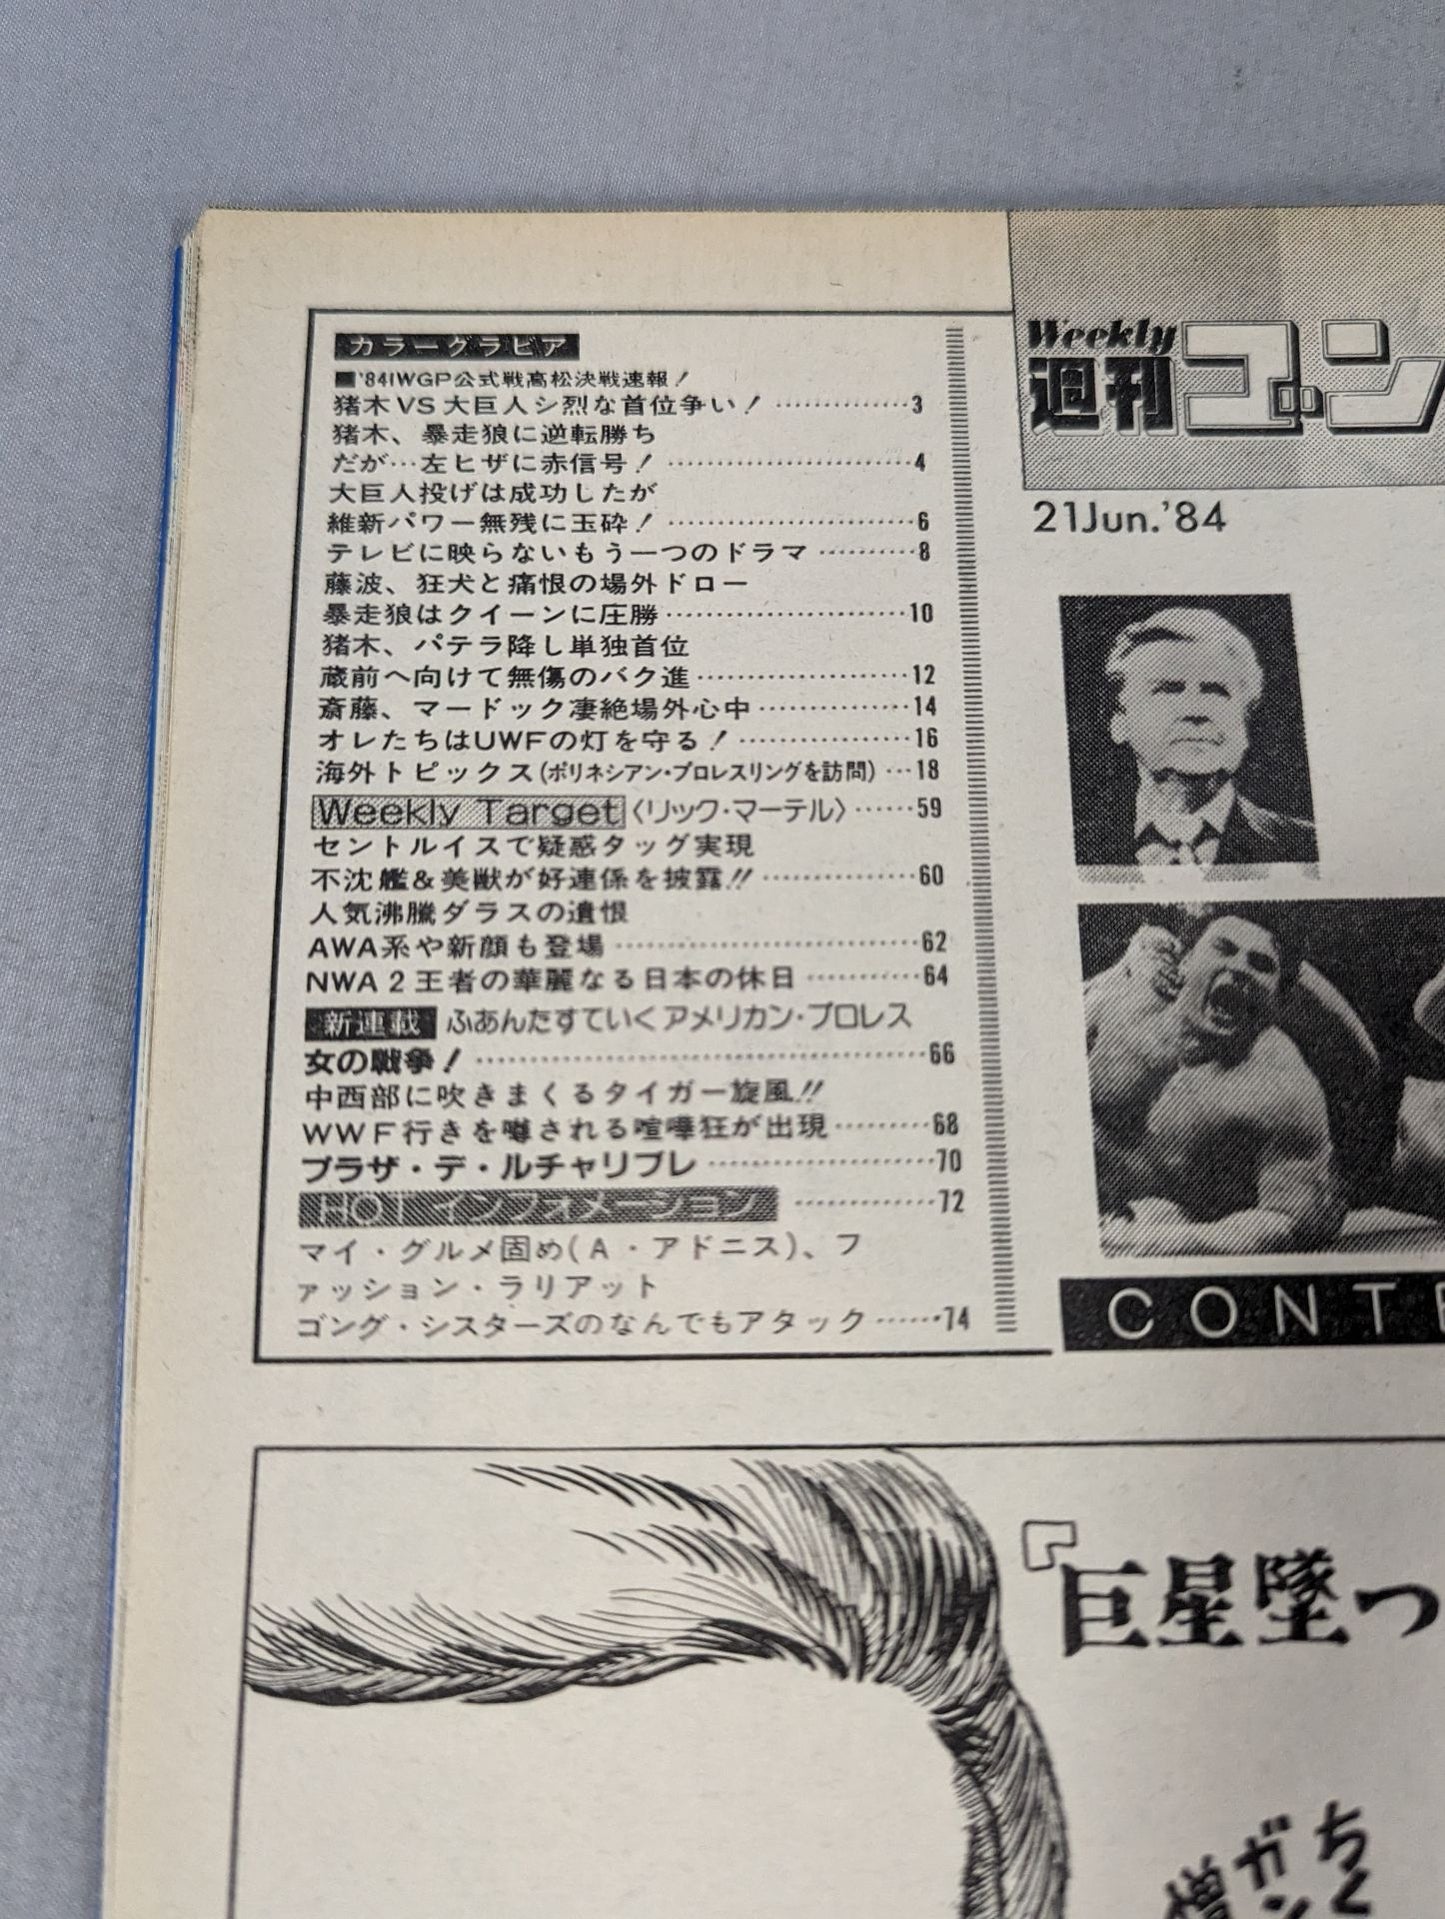 カラーグラビア
■'84IWGP公式戦高松決戦速報！
猪木VS大巨人シ烈な首位争い！……………3
猪木、暴走狼に逆転勝ち
だが…左ヒザに赤信号！……………………4
大巨人投げは成功したが
維新パワー無残に玉砕！……………………6
テレビに映らないもう一つのドラマ…………8
藤波、狂犬と痛恨の場外ドロー
暴走狼はクイーンに圧勝……………………10
猪木、パテラ降し単独首位
蔵前へ向けて無傷のバク進…………………12
斎藤、マードック凄絶場外心中……………14
オレたちはUWFの灯を守る！………………16
海外トピックス(ポリネシアン・プロレスリングを訪問)…18
Weekly Target〈リック・マーテル〉……59
セントルイスで疑惑タッグ実現
不沈艦&美獣が好連係を披露!!………………60
人気沸騰ダラスの遺恨
AWA系や新顔も登場…………………………62
NWA2王者の華麗なる日本の休日…………64
新連載 ふあんたすていくアメリカン・プロレス
女の戦争！………………………………………66
中西部に吹きまくるタイガー旋風!!
WWF行きを噂される喧嘩狂が出現………68
プラザ・デ・ルチャリブレ……………………70
HOTインフォメーション……………72
マイ・グルメ固め(A・アドニス)、フ
ァッション・ラリアット
ゴング・シスターズのなんでもアタック……74
Weekly
週刊ゴン
21Jun.'84
CONTE
『巨星墜つ
ちく
ガン